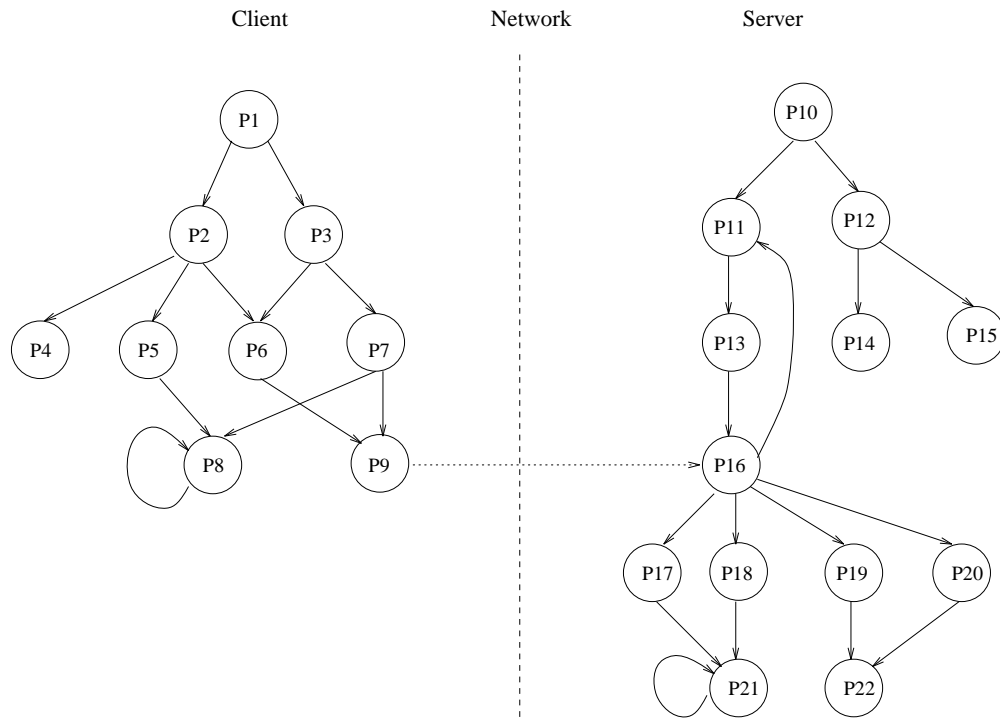 Client Network Server
P1 P10
P2 P3 P11 P12
P4 P5 P6 P7 P13 P14 P15
P8 P9 P16
P17 P18 P19 P20
P21 P22